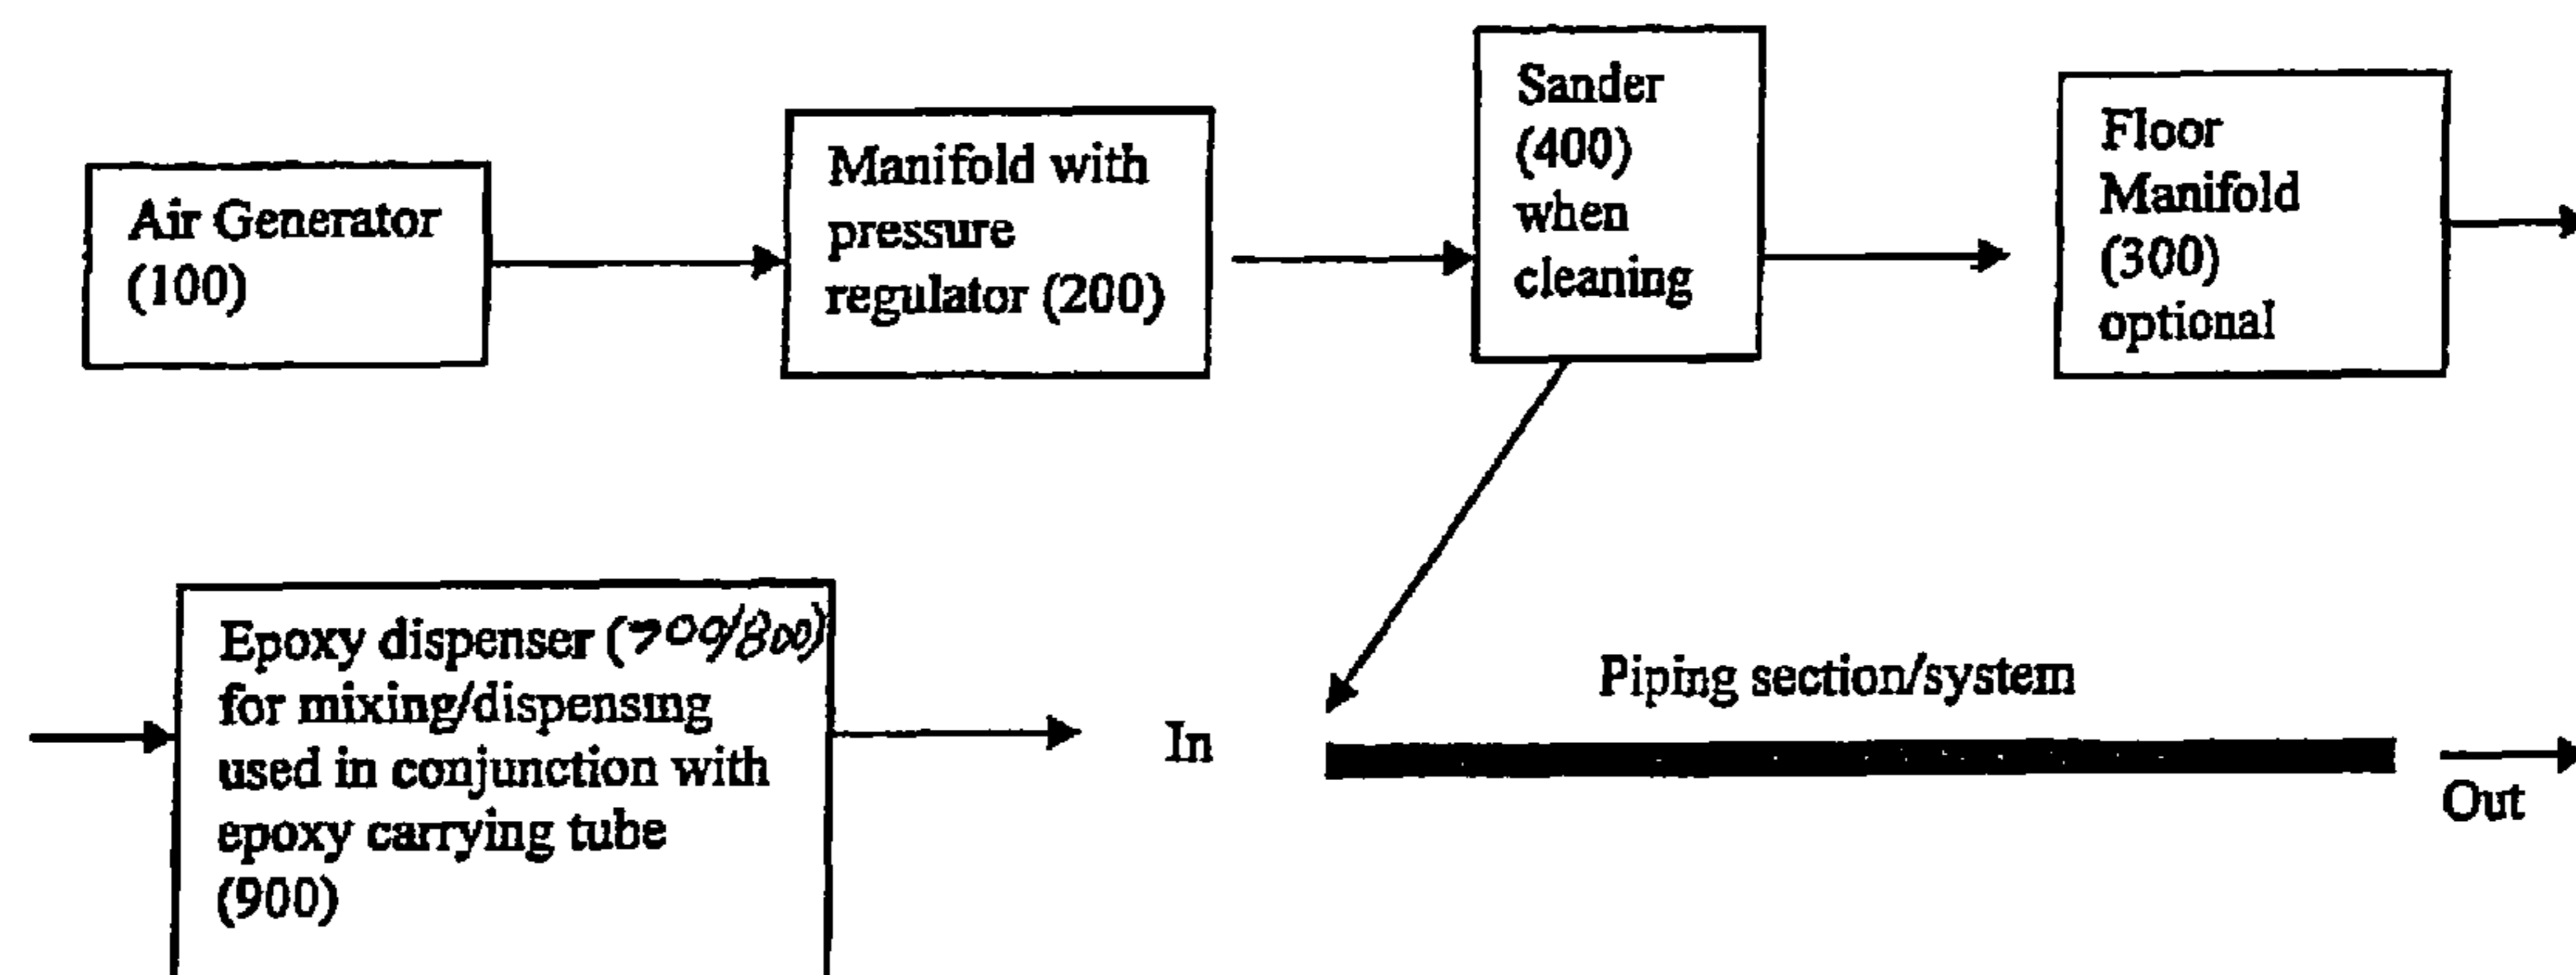 Air Generator
(100)
Manifold with
pressure
regulator (200)
Sander
(400)
when
cleaning
Floor
Manifold
(300)
optional
Epoxy dispenser (700/800)
for mixing/dispensing
used in conjunction with
epoxy carrying tube
(900)
In
Piping section/system
Out